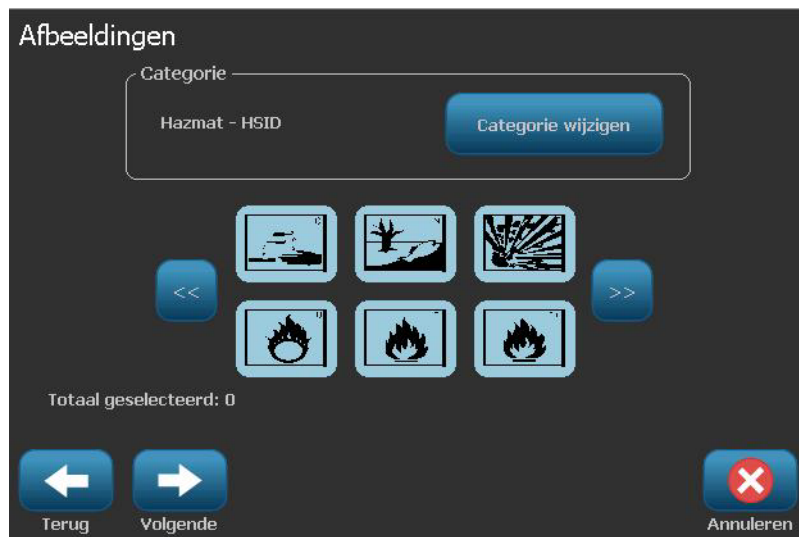 Afbeeldingen
Categorie
Hazmat - HSID
Categorie wijzigen
<<
>>
Totaal geselecteerd: 0
Terug
Volgende
Annuleren